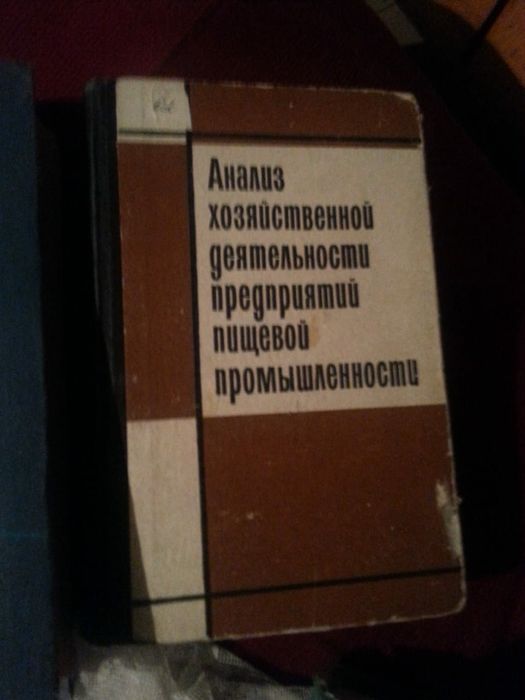 Анализ
хозяйственной
деятельности
предприятий
пищевой
промышленности